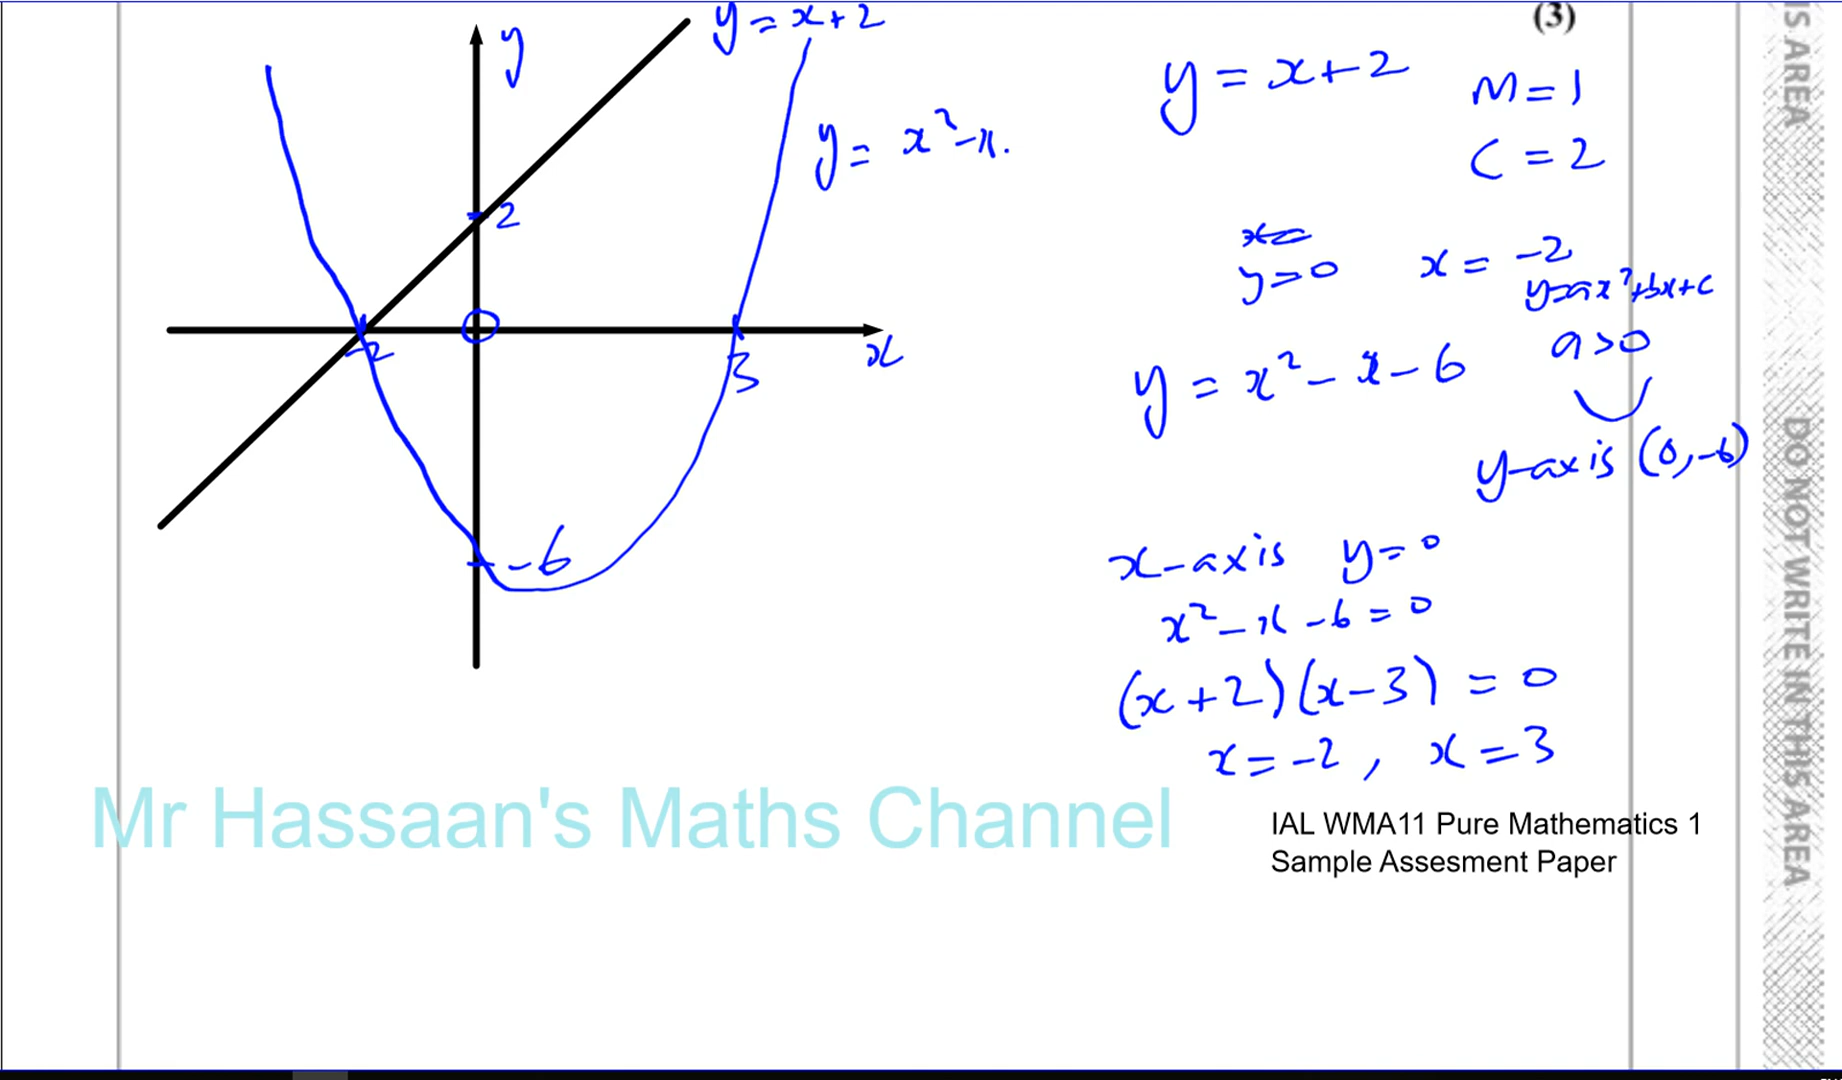 (3)
y = x + 2
y
y = x + 2
m = 1
y = x² - x.
c = 2
2
y = 0
x = -2
y = ax² + bx + c
-2
3
x
a > 0
y = x² - x - 6
y-axis (0, -6)
-6
x-axis y = 0
x² - x - 6 = 0
(x + 2)(x - 3) = 0
x = -2, x = 3
Mr Hassaan's Maths Channel
IAL WMA11 Pure Mathematics 1
Sample Assesment Paper
IS AREA
DO NOT WRITE IN THIS AREA